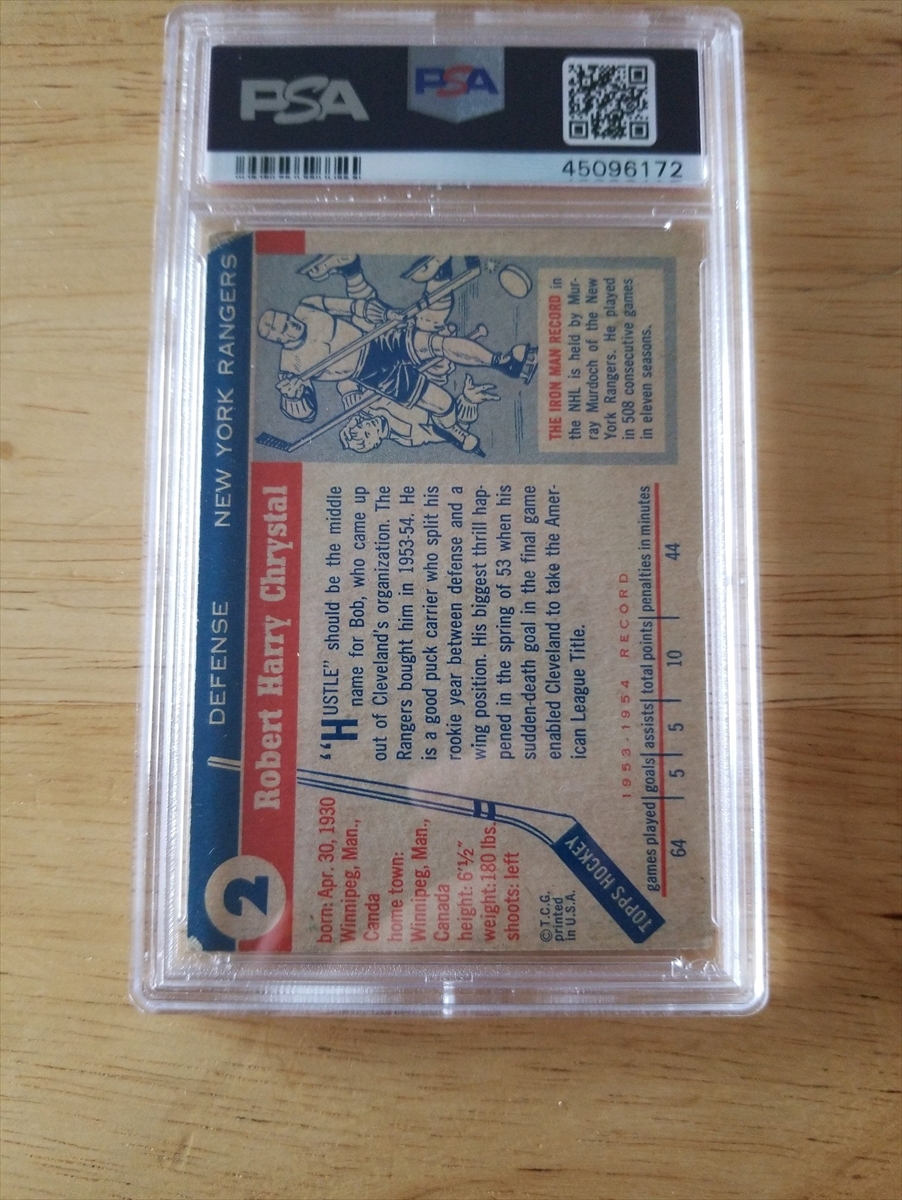 PSA
PSA
45096172
2
DEFENSE NEW YORK RANGERS
Robert Harry Chrystal
born: Apr. 30, 1930
Winnipeg, Man.,
Canda
home town:
Winnipeg, Man.,
Canada
height: 6'½"
weight:180 lbs.
shoots: left
©T.C.G.
printed
in U.S.A.
TOPPS HOCKEY
"HUSTLE" should be the middle
name for Bob, who came up
out of Cleveland's organization. The
Rangers bought him in 1953-54. He
is a good puck carrier who split his
rookie year between defense and a
wing position. His biggest thrill hap-
pened in the spring of 53 when his
sudden-death goal in the final game
enabled Cleveland to take the Amer-
ican League Title.
1953-1954 RECORD
games played goals assists total points penalties in minutes
64 5 5 10 44
THE IRON MAN RECORD in
the NHL is held by Mur-
ray Murdoch of the New
York Rangers. He played
in 508 consecutive games
in eleven seasons.